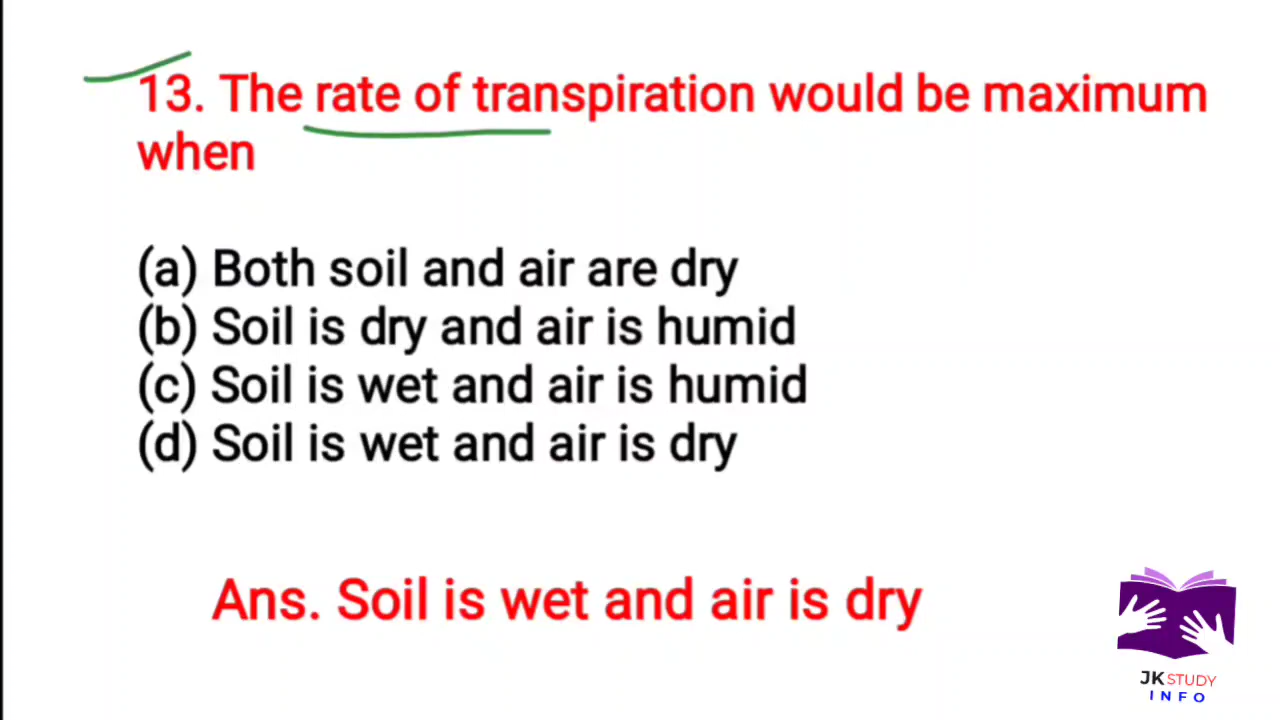 13. The rate of transpiration would be maximum
when
(a) Both soil and air are dry
(b) Soil is dry and air is humid
(c) Soil is wet and air is humid
(d) Soil is wet and air is dry
Ans. Soil is wet and air is dry
JK STUDY
INFO